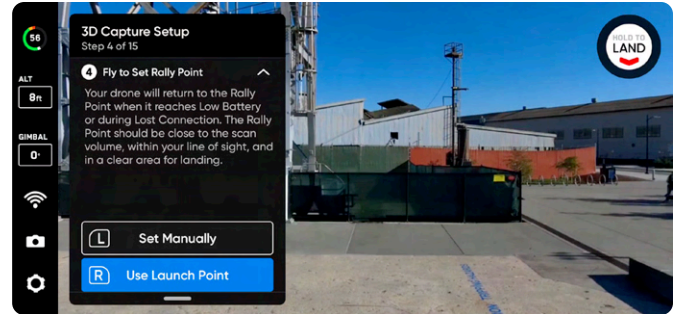 56
ALT
8ft
GIMBAL
0°
3D Capture Setup
Step 4 of 15
4 Fly to Set Rally Point
Your drone will return to the Rally
Point when it reaches Low Battery
or during Lost Connection. The Rally
Point should be close to the scan
volume, within your line of sight, and
in a clear area for landing.
L Set Manually
R Use Launch Point
HOLD TO
LAND